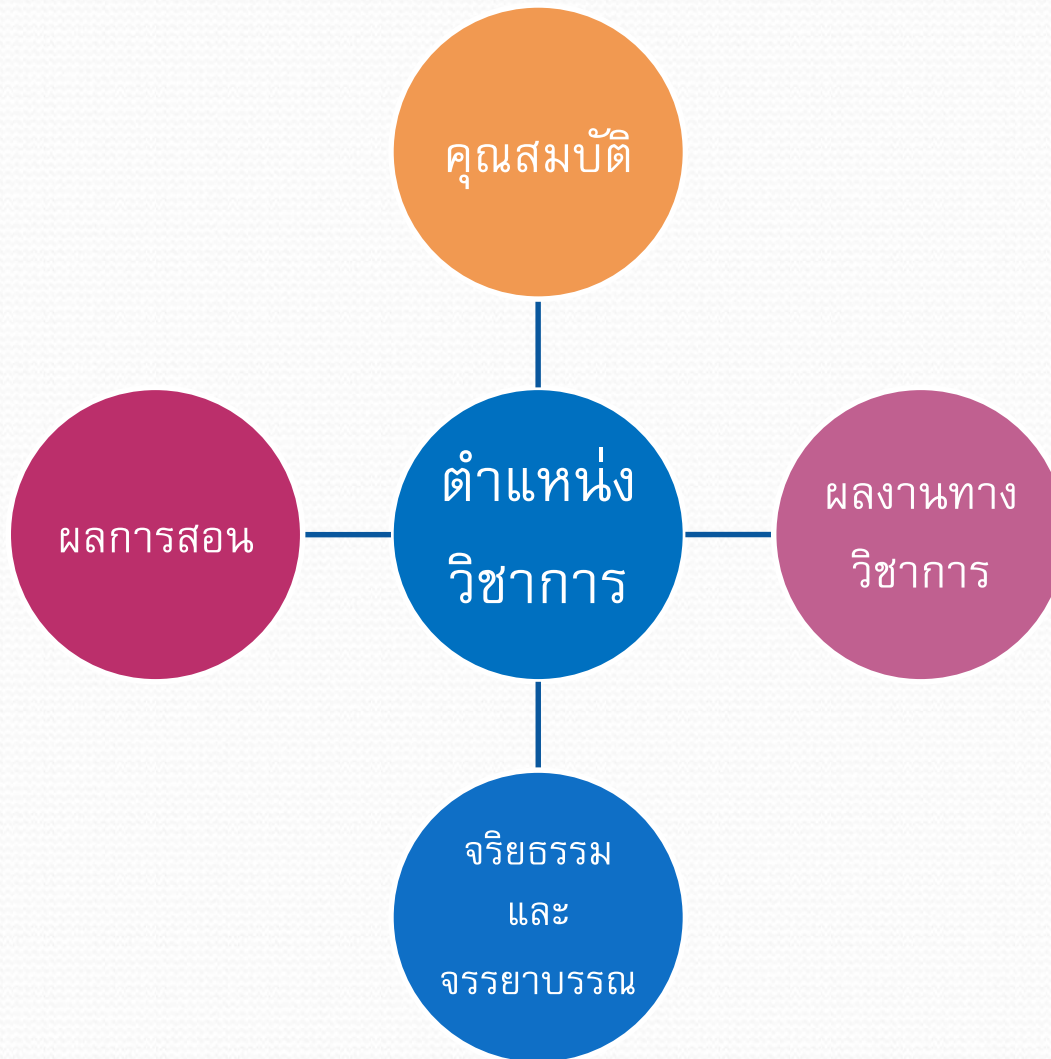 คุณสมบัติ
ผลการสอน
ตำแหน่ง
วิชาการ
ผลงานทาง
วิชาการ
จริยธรรม
และ
จรรยาบรรณ